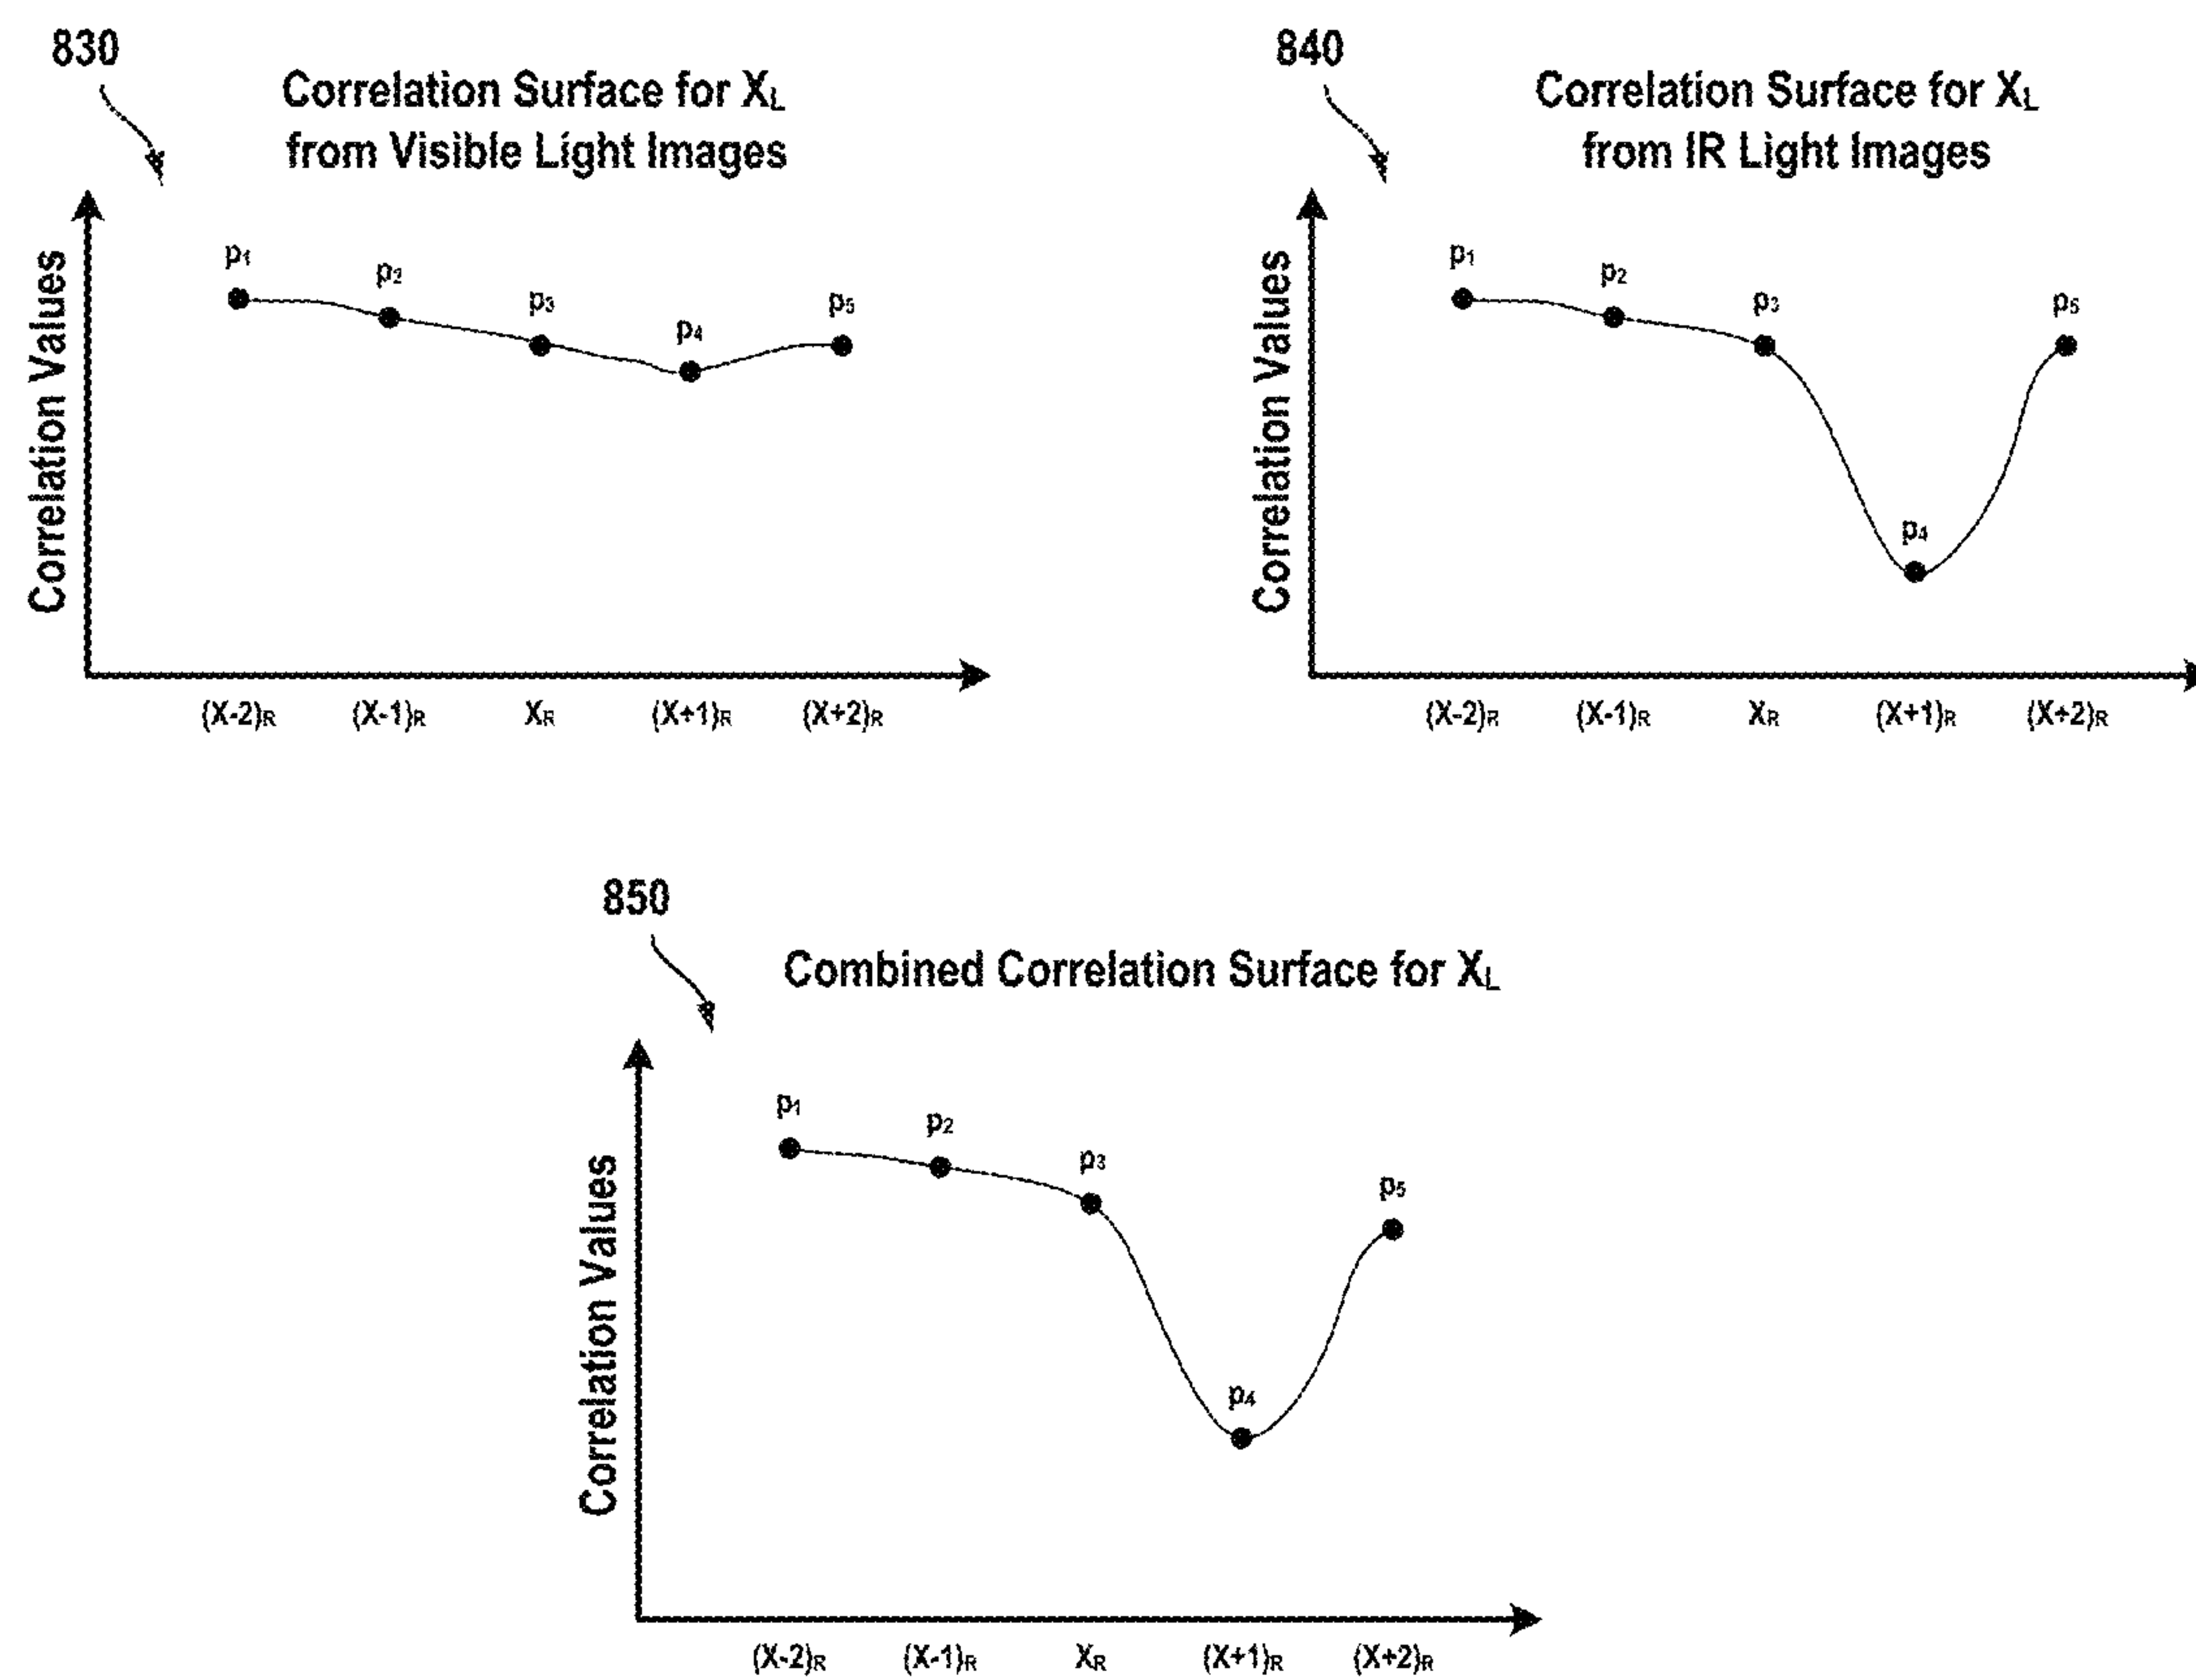 830
Correlation Surface for XL
from Visible Light Images
Correlation Values
p1
p2
p3
p4
p5
(X-2)R
(X-1)R
XR
(X+1)R
(X+2)R
840
Correlation Surface for XL
from IR Light Images
Correlation Values
p1
p2
p3
p4
p5
(X-2)R
(X-1)R
XR
(X+1)R
(X+2)R
850
Combined Correlation Surface for XL
Correlation Values
p1
p2
p3
p4
p5
(X-2)R
(X-1)R
XR
(X+1)R
(X+2)R